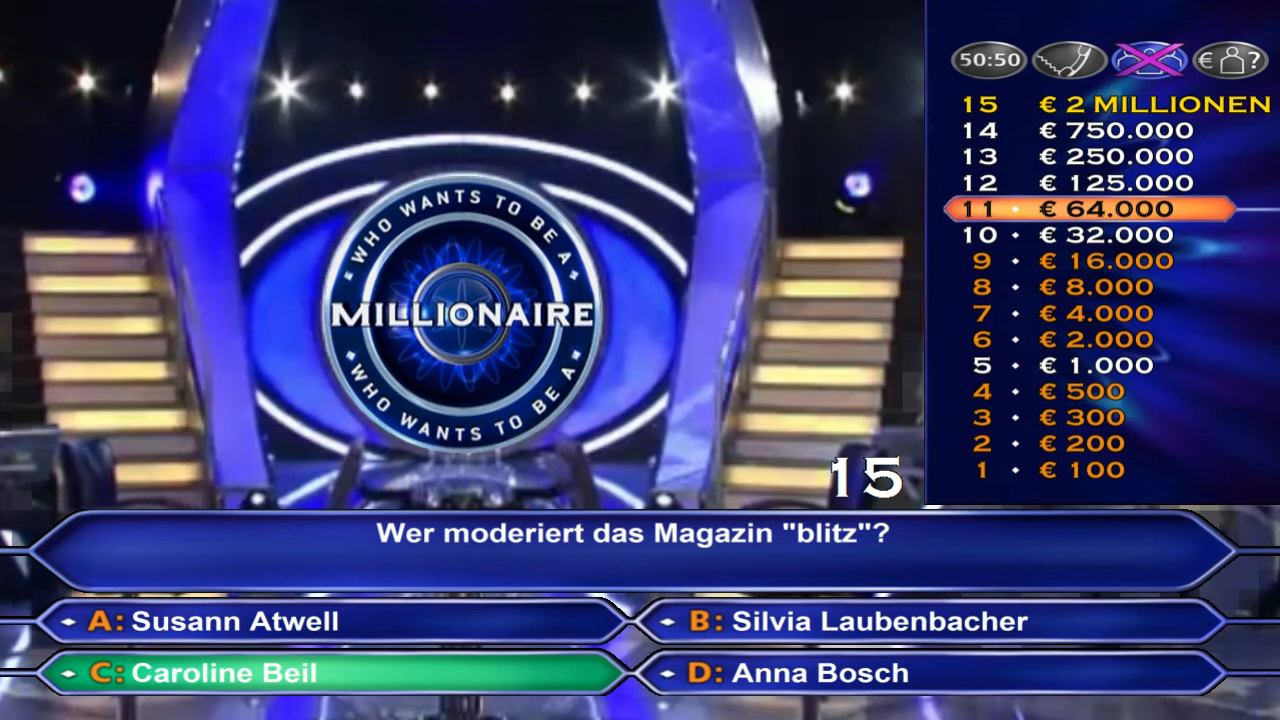 WHO WANTS TO BE A
MILLIONAIRE
WHO WANTS TO BE A
50:50
€ ?
15 € 2 MILLIONEN
14 € 750.000
13 € 250.000
12 € 125.000
11 • € 64.000
10 • € 32.000
9 • € 16.000
8 • € 8.000
7 • € 4.000
6 • € 2.000
5 • € 1.000
4 • € 500
3 • € 300
2 • € 200
1 • € 100
15
Wer moderiert das Magazin "blitz"?
A: Susann Atwell
B: Silvia Laubenbacher
C: Caroline Beil
D: Anna Bosch